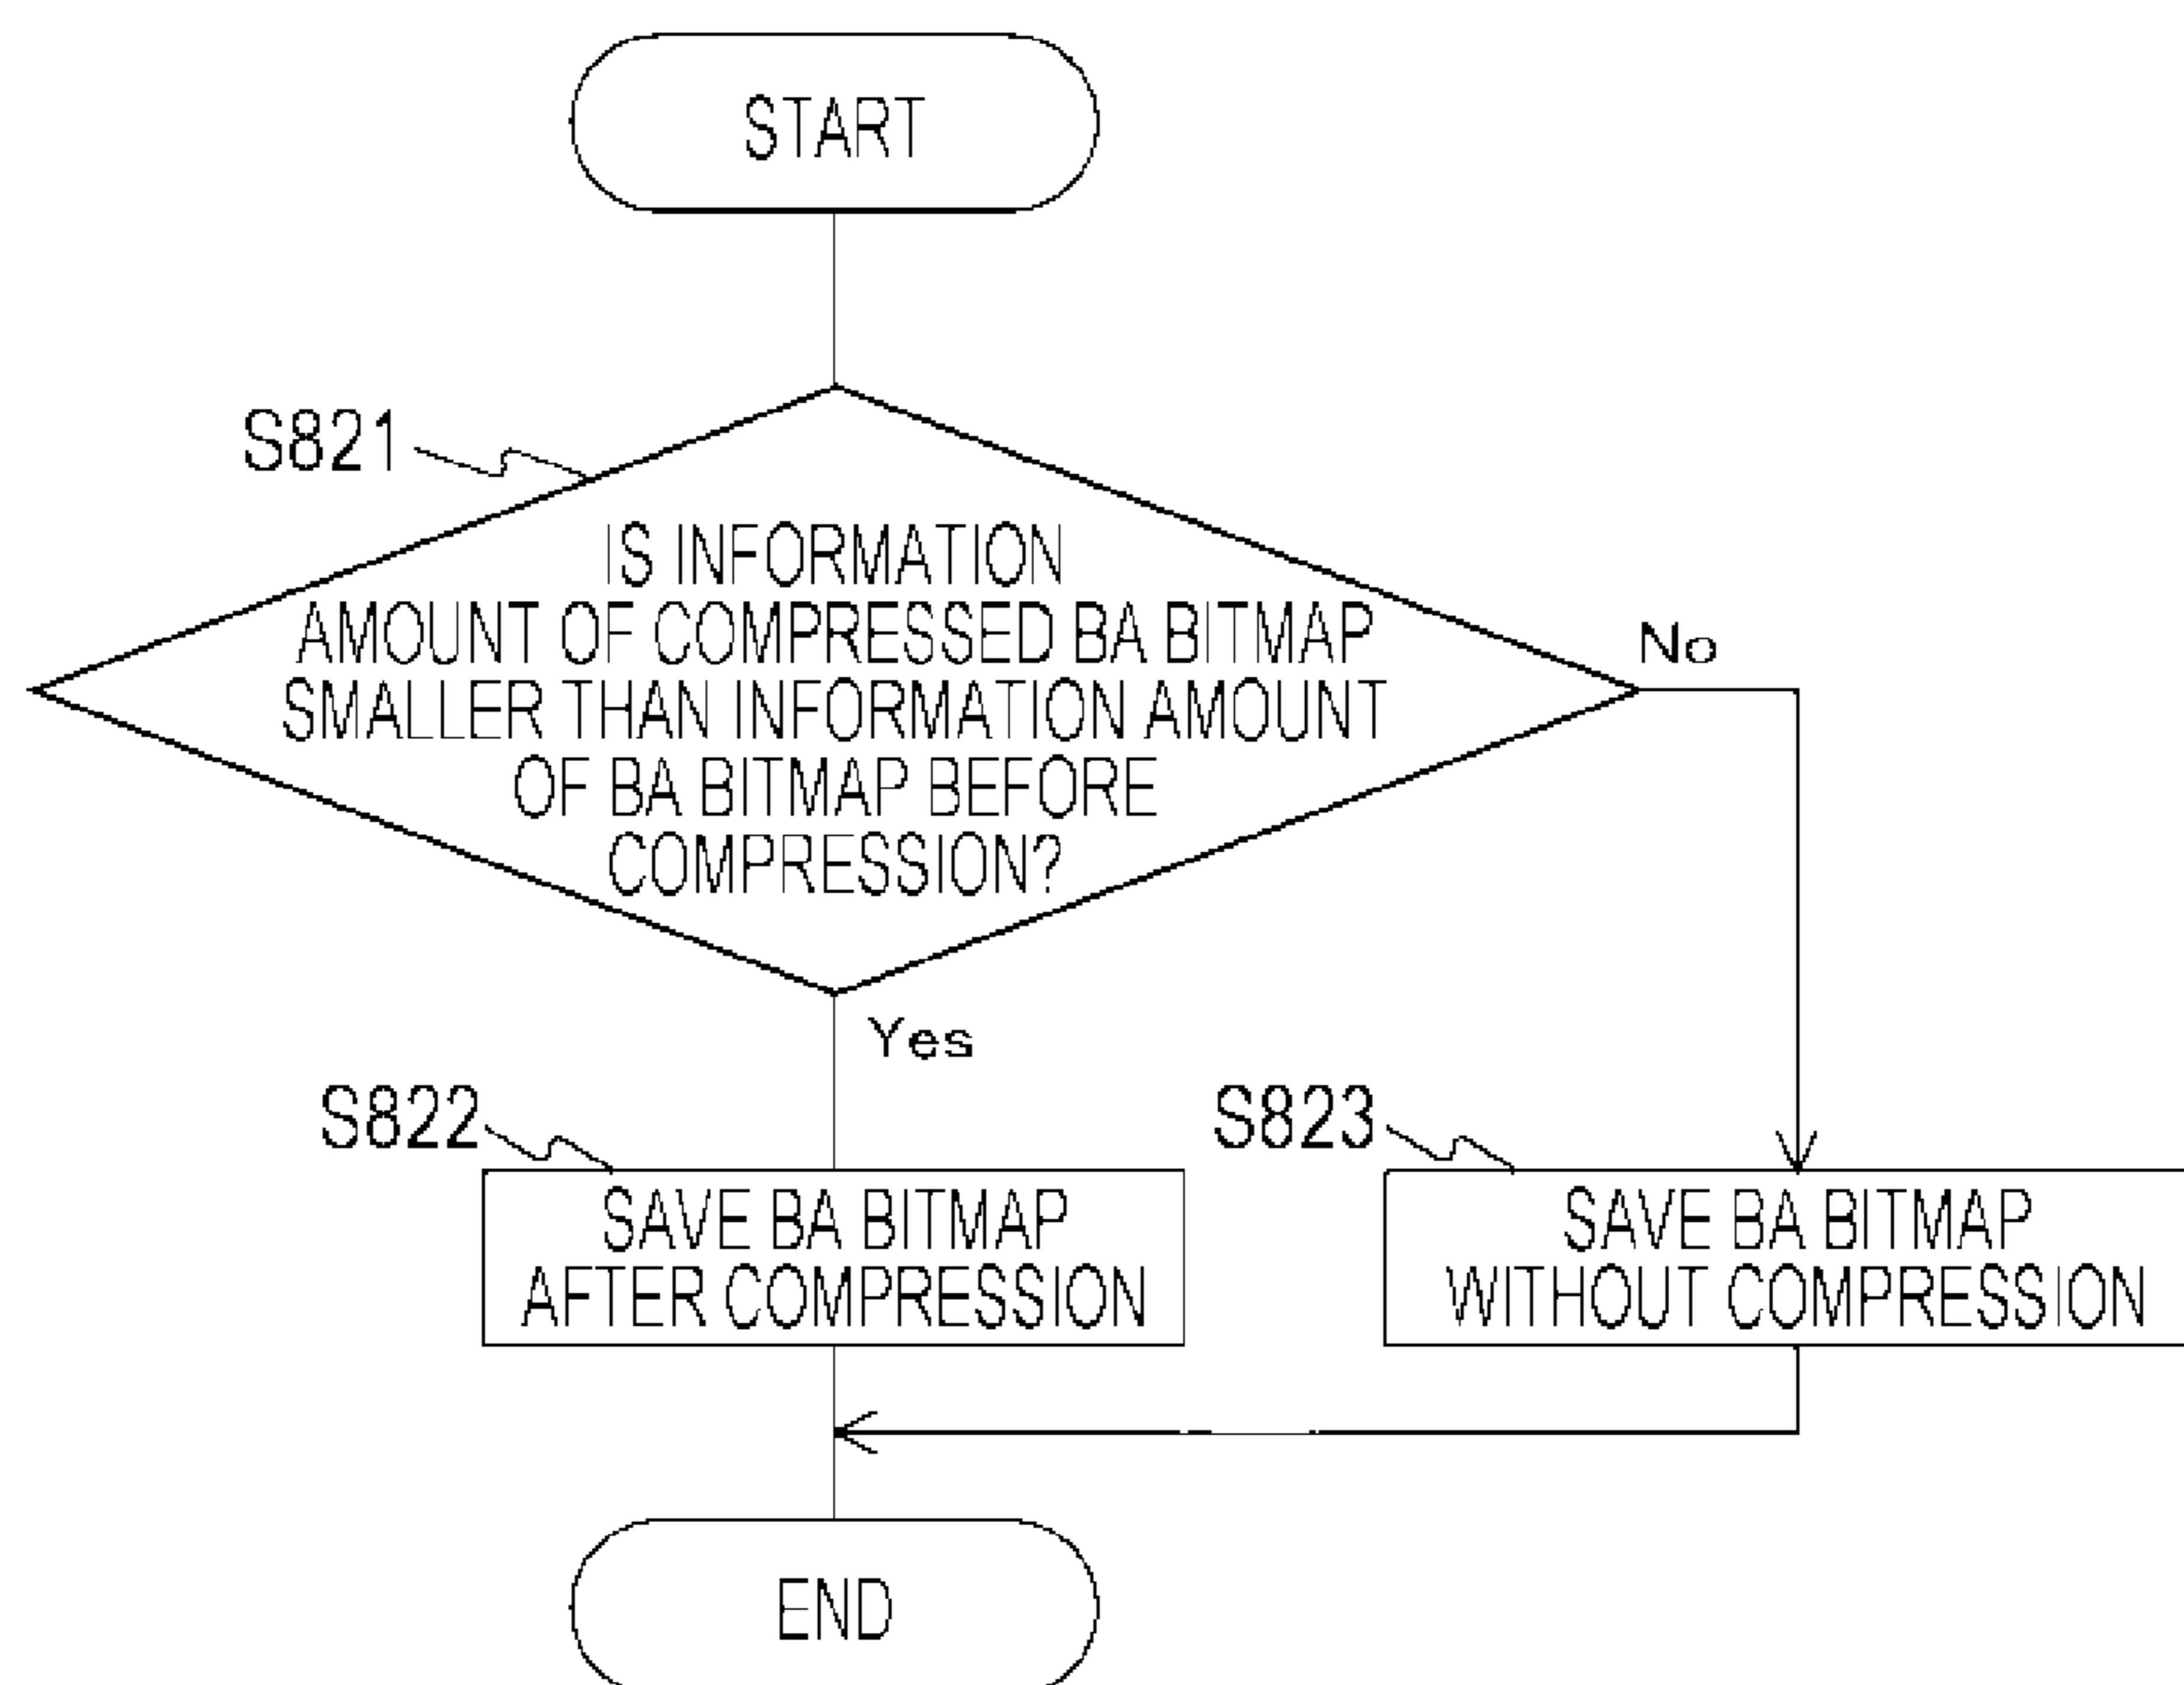 START
S821
IS INFORMATION
AMOUNT OF COMPRESSED BA BITMAP
SMALLER THAN INFORMATION AMOUNT
OF BA BITMAP BEFORE
COMPRESSION?
No
Yes
S822
SAVE BA BITMAP
AFTER COMPRESSION
S823
SAVE BA BITMAP
WITHOUT COMPRESSION
END